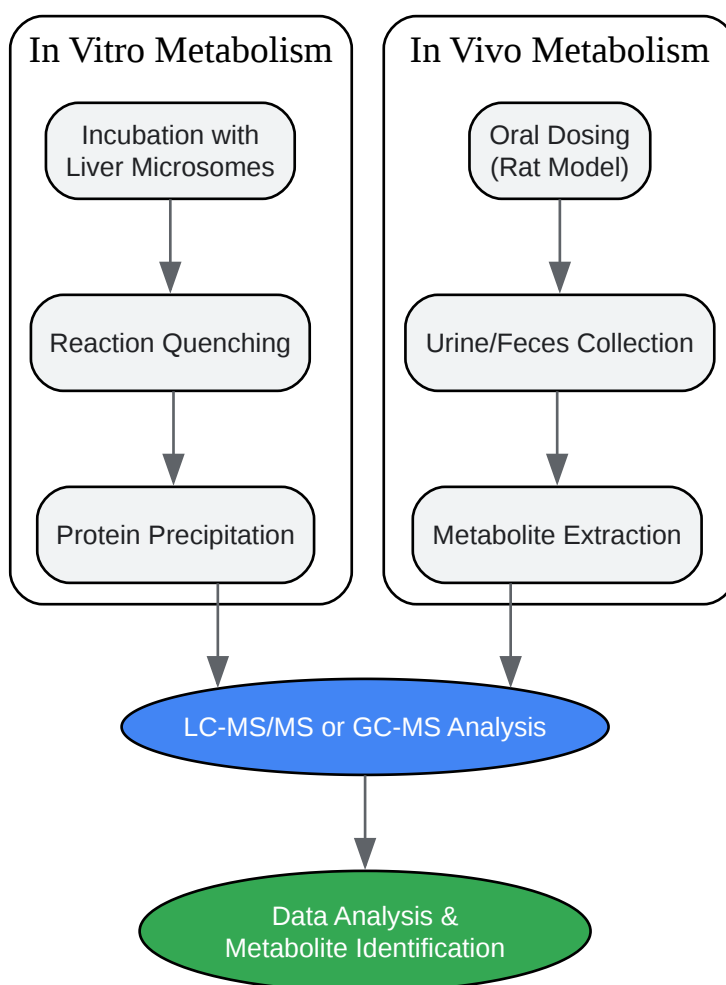 In Vitro Metabolism
Incubation with
Liver Microsomes
Reaction Quenching
Protein Precipitation
In Vivo Metabolism
Oral Dosing
(Rat Model)
Urine/Feces Collection
Metabolite Extraction
LC-MS/MS or GC-MS Analysis
Data Analysis &
Metabolite Identification